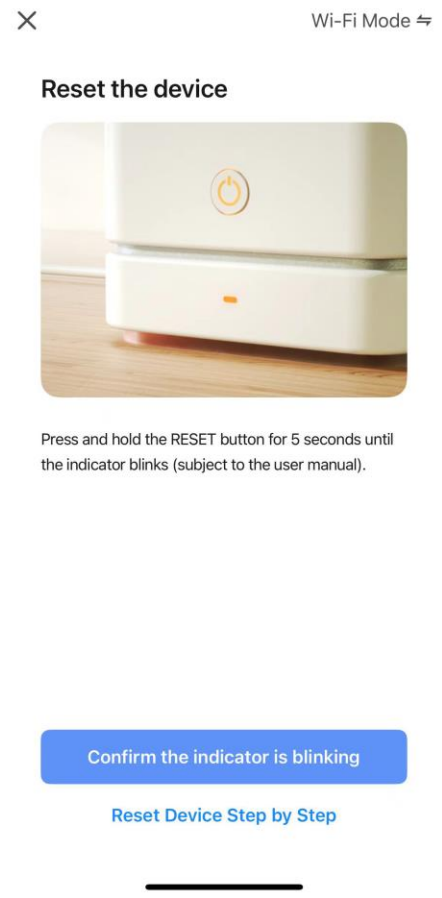 Wi-Fi Mode ⇋
Reset the device
Press and hold the RESET button for 5 seconds until
the indicator blinks (subject to the user manual).
Confirm the indicator is blinking
Reset Device Step by Step